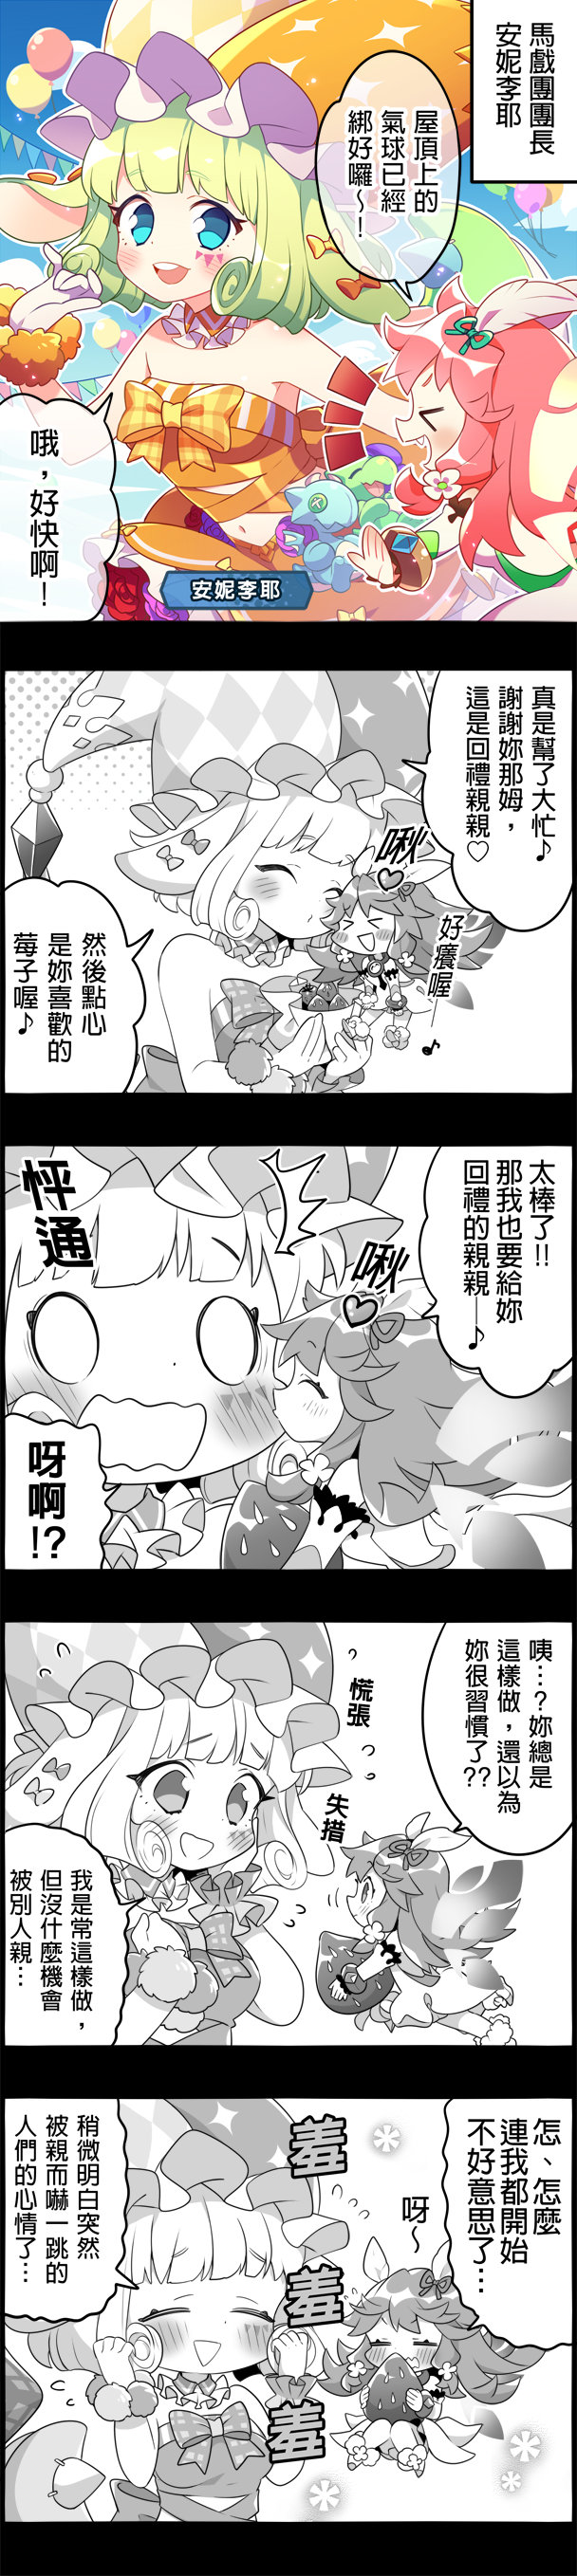 馬戲團團長
安妮李耶
屋頂上的
氣球已經
綁好囉～！
哦，好快啊！
安妮李耶
真是幫了大忙♪
謝謝妳那姆，
這是回禮親親♡
啾
好癢喔
然後點心
是妳喜歡的
莓子喔♪
太棒了!!
那我也要給妳
回禮的親親—♪
啾
怦通
呀啊!?
咦…?妳總是
這樣做，還以為
妳很習慣了??
慌張
失措
我是常這樣做，
但沒什麼機會
被別人親…
怎、怎麼
連我都開始
不好意思了…
呀～
羞
羞
羞
稍微明白突然
被親而嚇一跳的
人們的心情了…